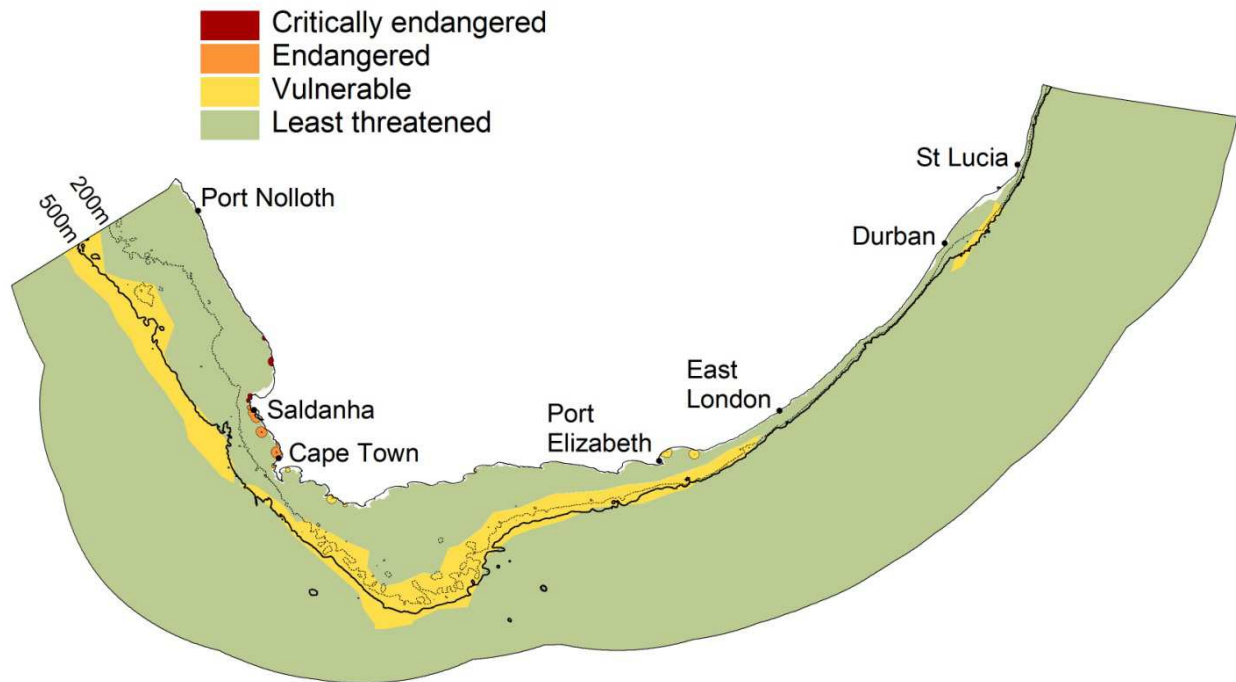 Critically endangered
Endangered
Vulnerable
Least threatened
St Lucia
200m
500m
Port Nolloth
Durban
East
London
Saldanha
Port
Elizabeth
Cape Town